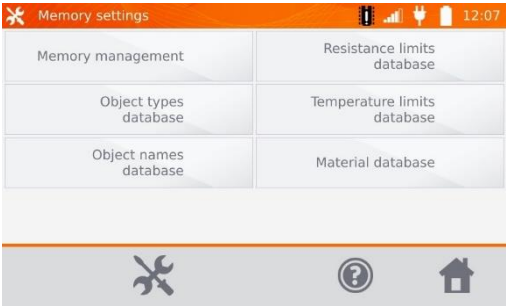 Memory settings
12:07
Memory management
Resistance limits
database
Object types
database
Temperature limits
database
Object names
database
Material database